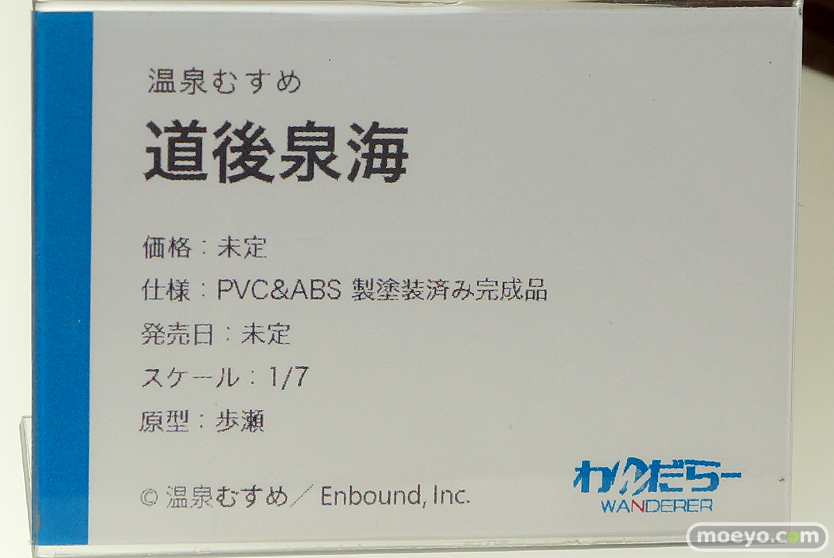 温泉むすめ
道後泉海
価格：未定
仕様：PVC&ABS 製塗装済み完成品
発売日：未定
スケール：1/7
原型：歩瀬
© 温泉むすめ／ Enbound, Inc.
わんだらー
WANDERER
moeyo.com